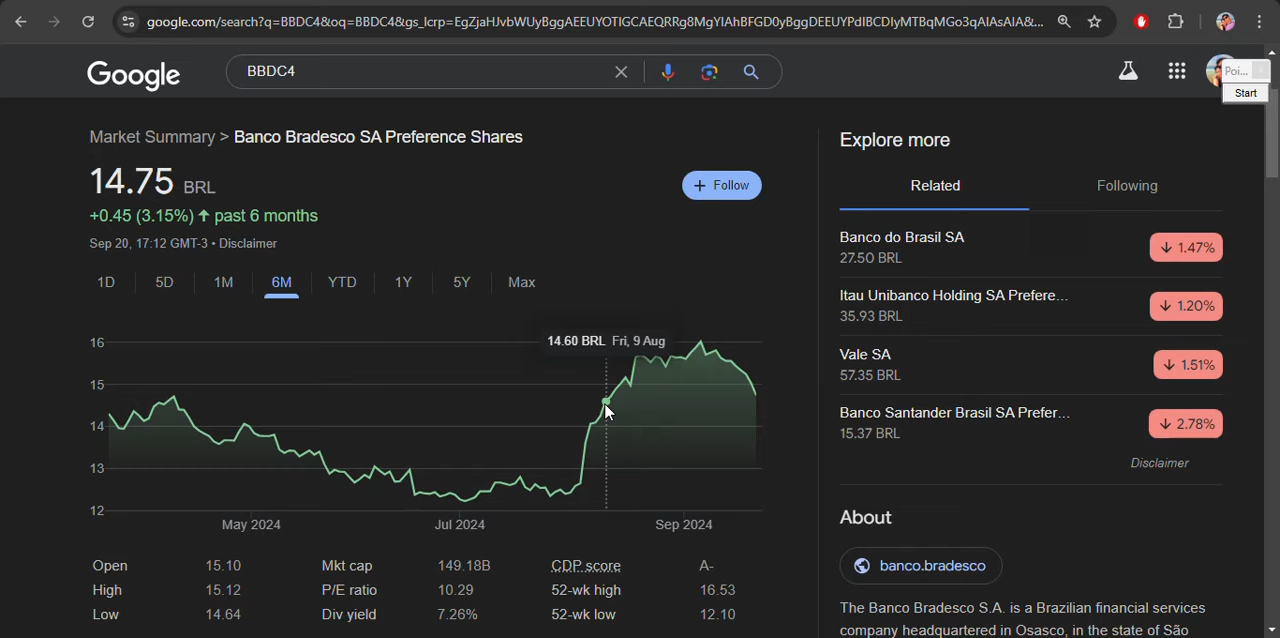 google.com/search?q=BBDC4&oq=BBDC4&gs_lcrp=EgZjaHJvbWUyBggAEEUYOTIGCAEQRRg8MgYIAhBFGD0yBggDEEUYPdIBCDIyMTBqMGo3qAIAsAIA&...
Google
BBDC4
Poi...
Start
Market Summary > Banco Bradesco SA Preference Shares
14.75 BRL
+ Follow
+0.45 (3.15%) ↑ past 6 months
Sep 20, 17:12 GMT-3 • Disclaimer
1D 5D 1M 6M YTD 1Y 5Y Max
14.60 BRL Fri, 9 Aug
16
15
14
13
12
May 2024 Jul 2024 Sep 2024
Open 15.10 Mkt cap 149.18B CDP score A-
High 15.12 P/E ratio 10.29 52-wk high 16.53
Low 14.64 Div yield 7.26% 52-wk low 12.10
Explore more
Related Following
Banco do Brasil SA
27.50 BRL
↓ 1.47%
Itau Unibanco Holding SA Prefere...
35.93 BRL
↓ 1.20%
Vale SA
57.35 BRL
↓ 1.51%
Banco Santander Brasil SA Prefer...
15.37 BRL
↓ 2.78%
Disclaimer
About
banco.bradesco
The Banco Bradesco S.A. is a Brazilian financial services
company headquartered in Osasco, in the state of São